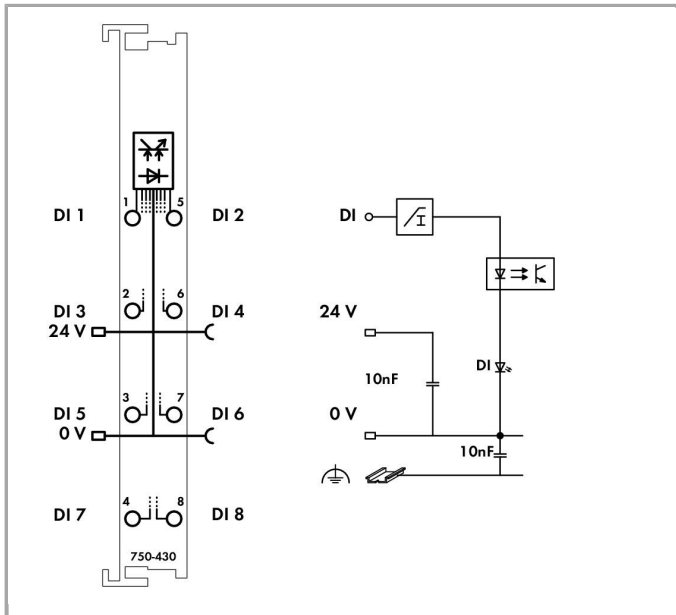 1 5
DI 1 DI 2 DI I
2 6
DI 3 DI 4 24 V
24 V
DI
10nF
3 7
DI 5 DI 6 0 V
0 V
10nF
4 8
DI 7 DI 8
750-430